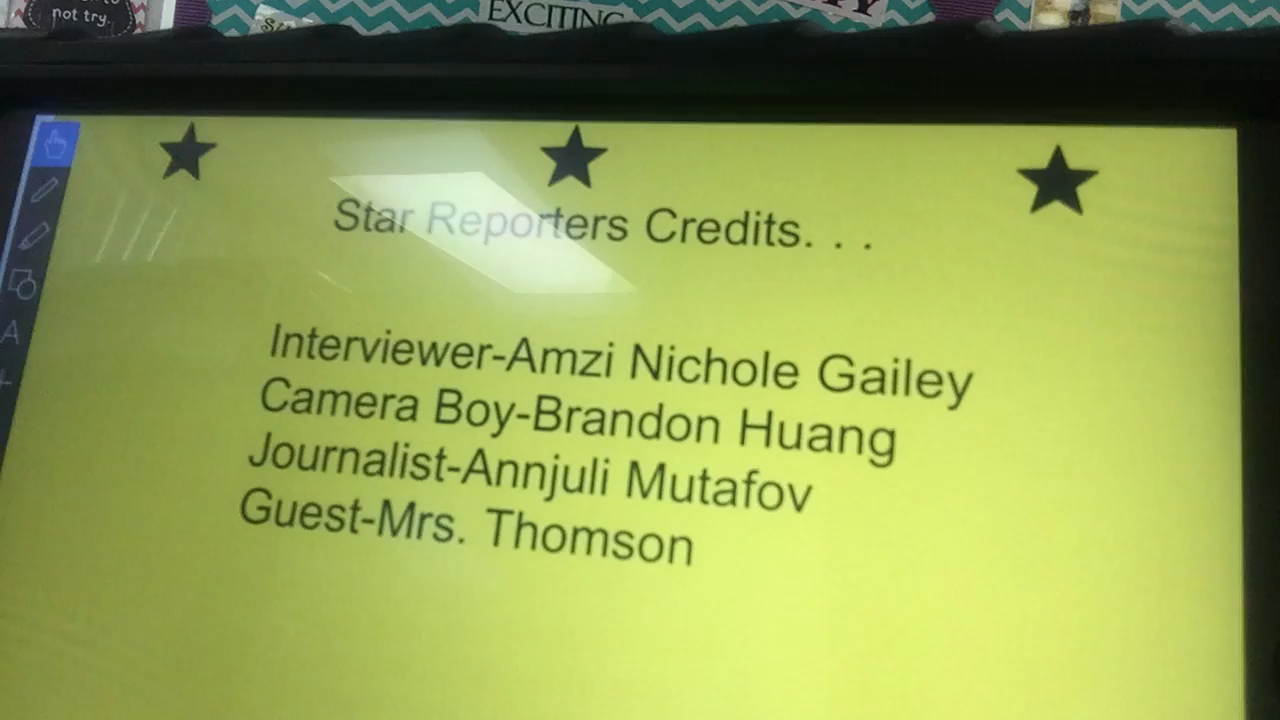 not try.
EXCITING
Star Reporters Credits. . .
Interviewer-Amzi Nichole Gailey
Camera Boy-Brandon Huang
Journalist-Annjuli Mutafov
Guest-Mrs. Thomson
A